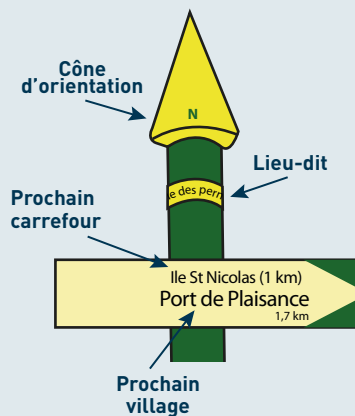 Cône
d'orientation
N
Lieu-dit
des
Prochain
carrefour
Ile St Nicolas (1 km)
Port de Plaisance
1,7 km
Prochain
village